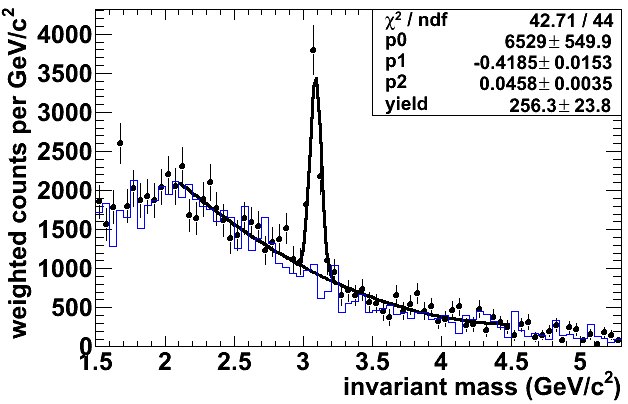 χ² / ndf 42.71 / 44
p0 6529± 549.9
p1 -0.4185± 0.0153
p2 0.0458± 0.0035
yield 256.3± 23.8
weighted counts per GeV/c²
4000
3500
3000
2500
2000
1500
1000
500
0
1.5 2 2.5 3 3.5 4 4.5 5
invariant mass (GeV/c²)